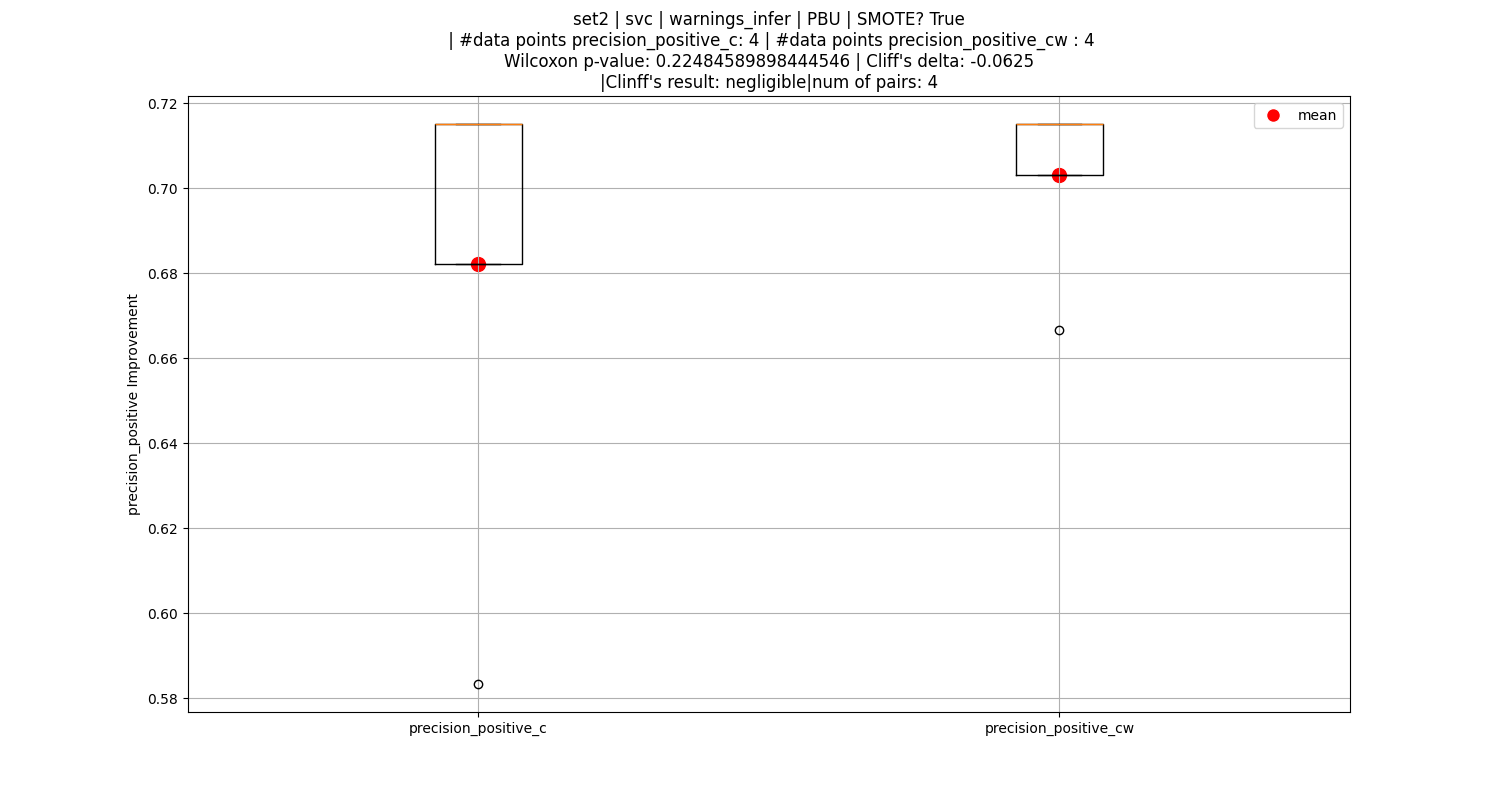 set2 | svc | warnings_infer | PBU | SMOTE? True
| #data points precision_positive_c: 4 | #data points precision_positive_cw : 4
Wilcoxon p-value: 0.22484589898444546 | Cliff's delta: -0.0625
|Clinff's result: negligible|num of pairs: 4
mean
precision_positive Improvement
0.72
0.70
0.68
0.66
0.64
0.62
0.60
0.58
precision_positive_c
precision_positive_cw